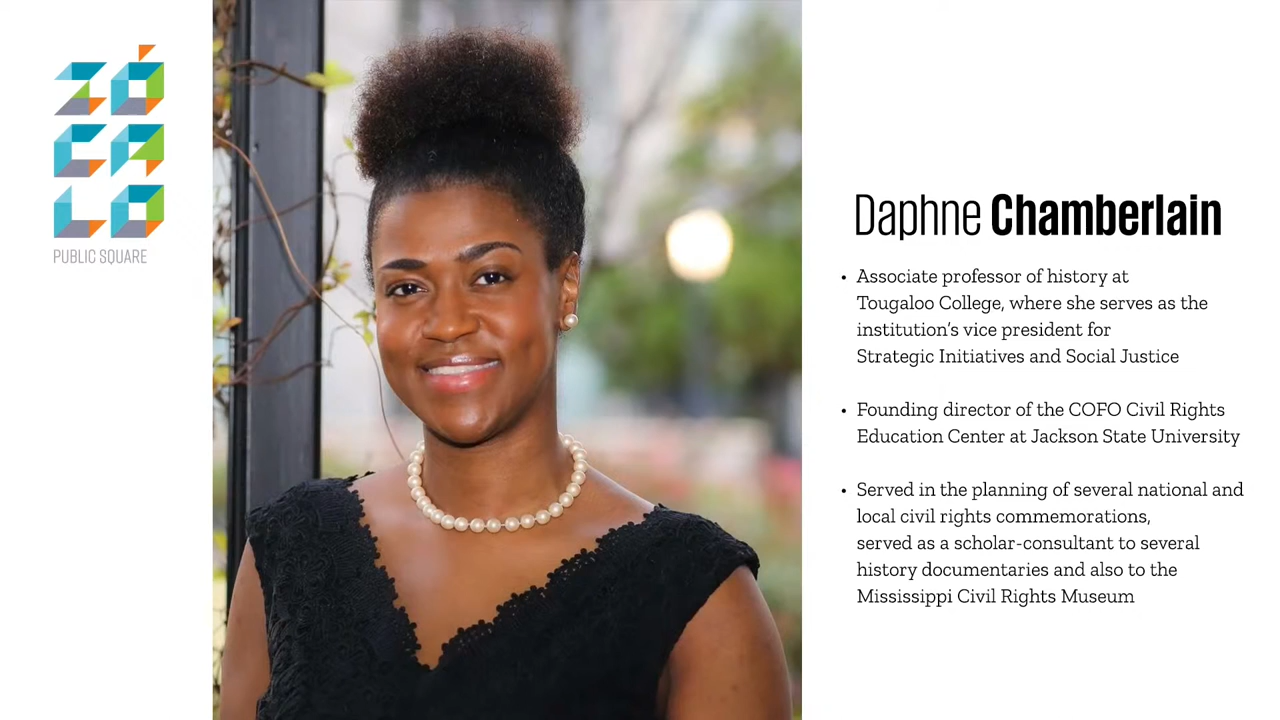 ZÓ
CA
LO
PUBLIC SQUARE
Daphne Chamberlain
• Associate professor of history at
Tougaloo College, where she serves as the
institution's vice president for
Strategic Initiatives and Social Justice
• Founding director of the COFO Civil Rights
Education Center at Jackson State University
• Served in the planning of several national and
local civil rights commemorations,
served as a scholar-consultant to several
history documentaries and also to the
Mississippi Civil Rights Museum